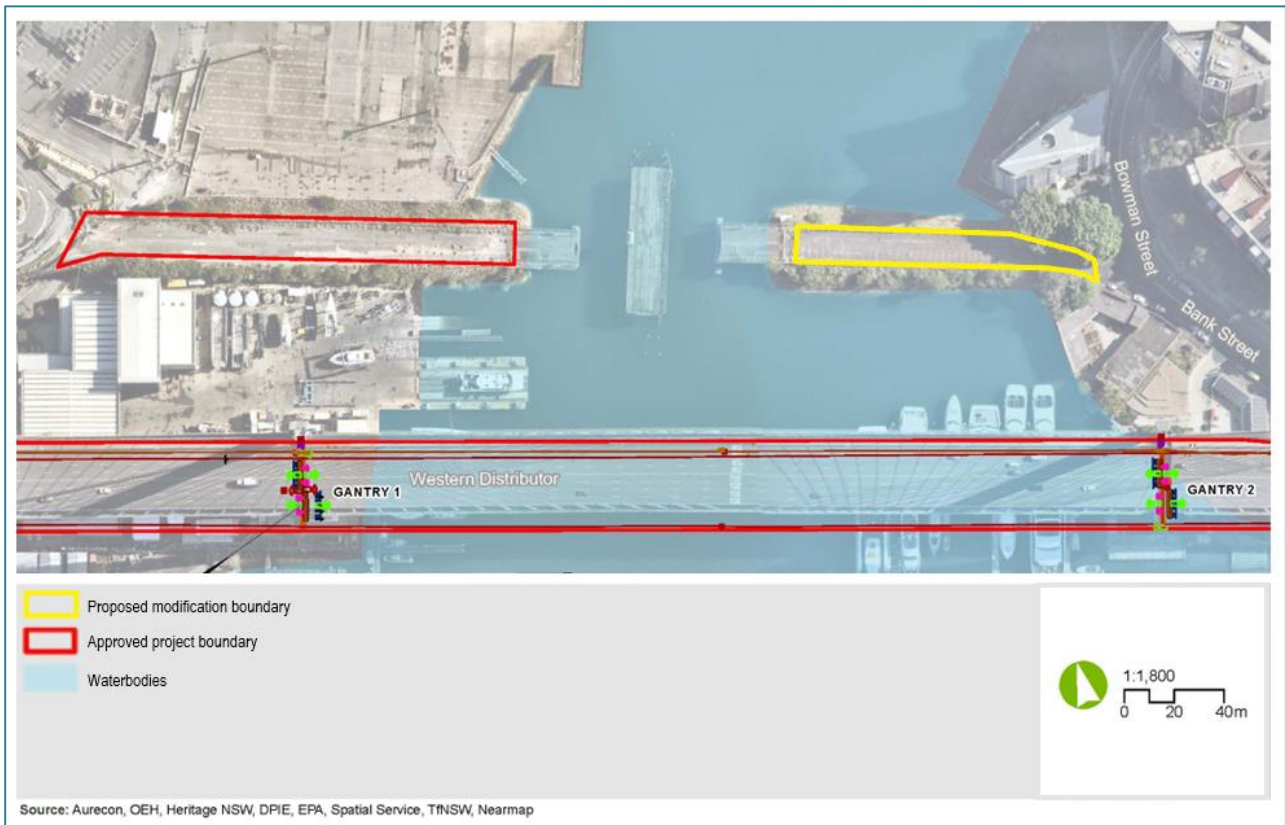 Bowman Street
Bank Street
Western Distributor
GANTRY 1
GANTRY 2
Proposed modification boundary
Approved project boundary
Waterbodies
1:1,800
0 20 40m
Source: Aurecon, OEH, Heritage NSW, DPIE, EPA, Spatial Service, TfNSW, Nearmap